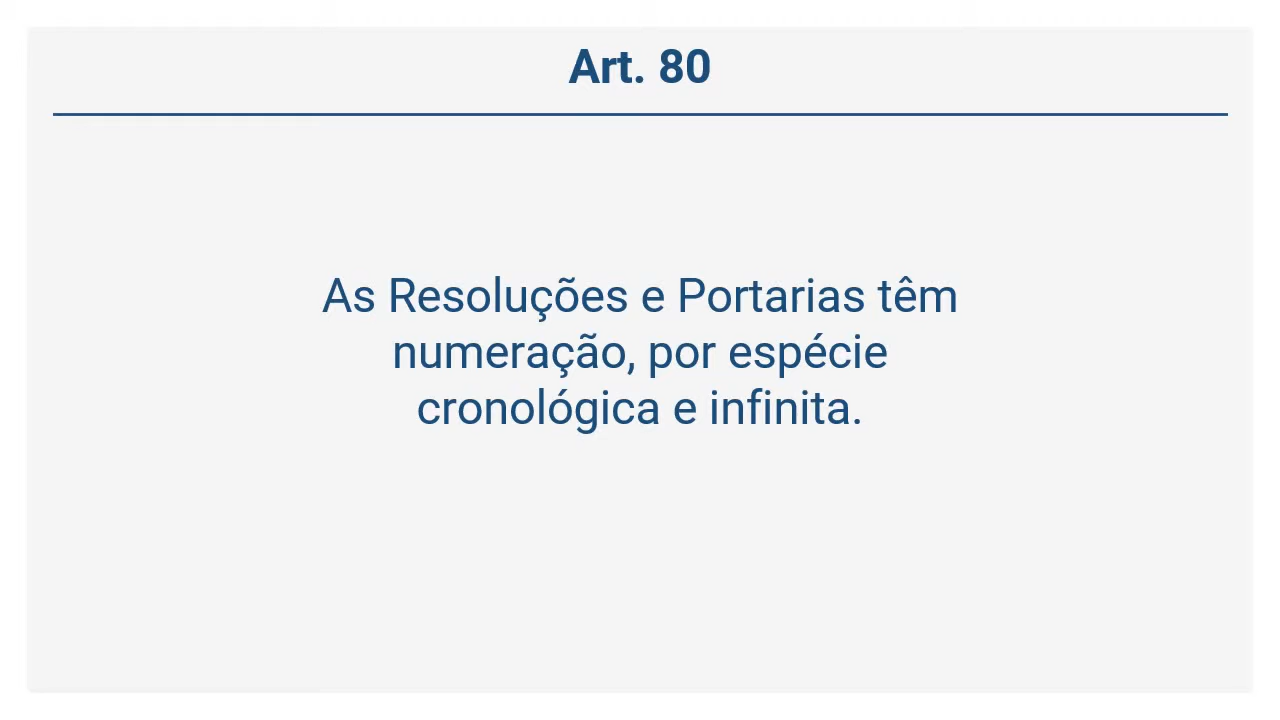 Art. 80
As Resoluções e Portarias têm
numeração, por espécie
cronológica e infinita.